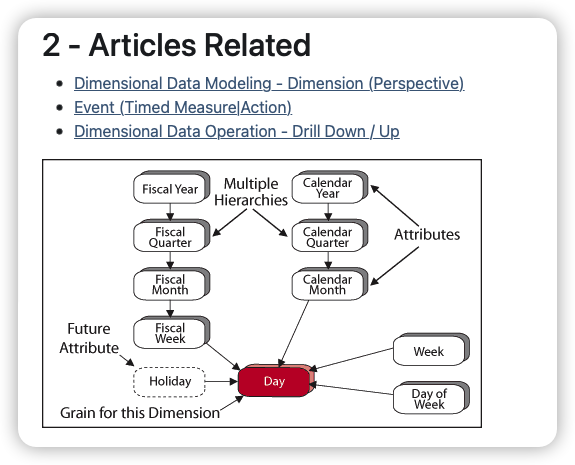 2 - Articles Related
Dimensional Data Modeling - Dimension (Perspective)
Event (Timed Measure|Action)
Dimensional Data Operation - Drill Down / Up
Fiscal Year
Multiple
Hierarchies
Calendar
Year
Fiscal
Quarter
Calendar
Quarter
Attributes
Fiscal
Month
Calendar
Month
Future
Attribute
Fiscal
Week
Week
Holiday
Day
Day of
Week
Grain for this Dimension